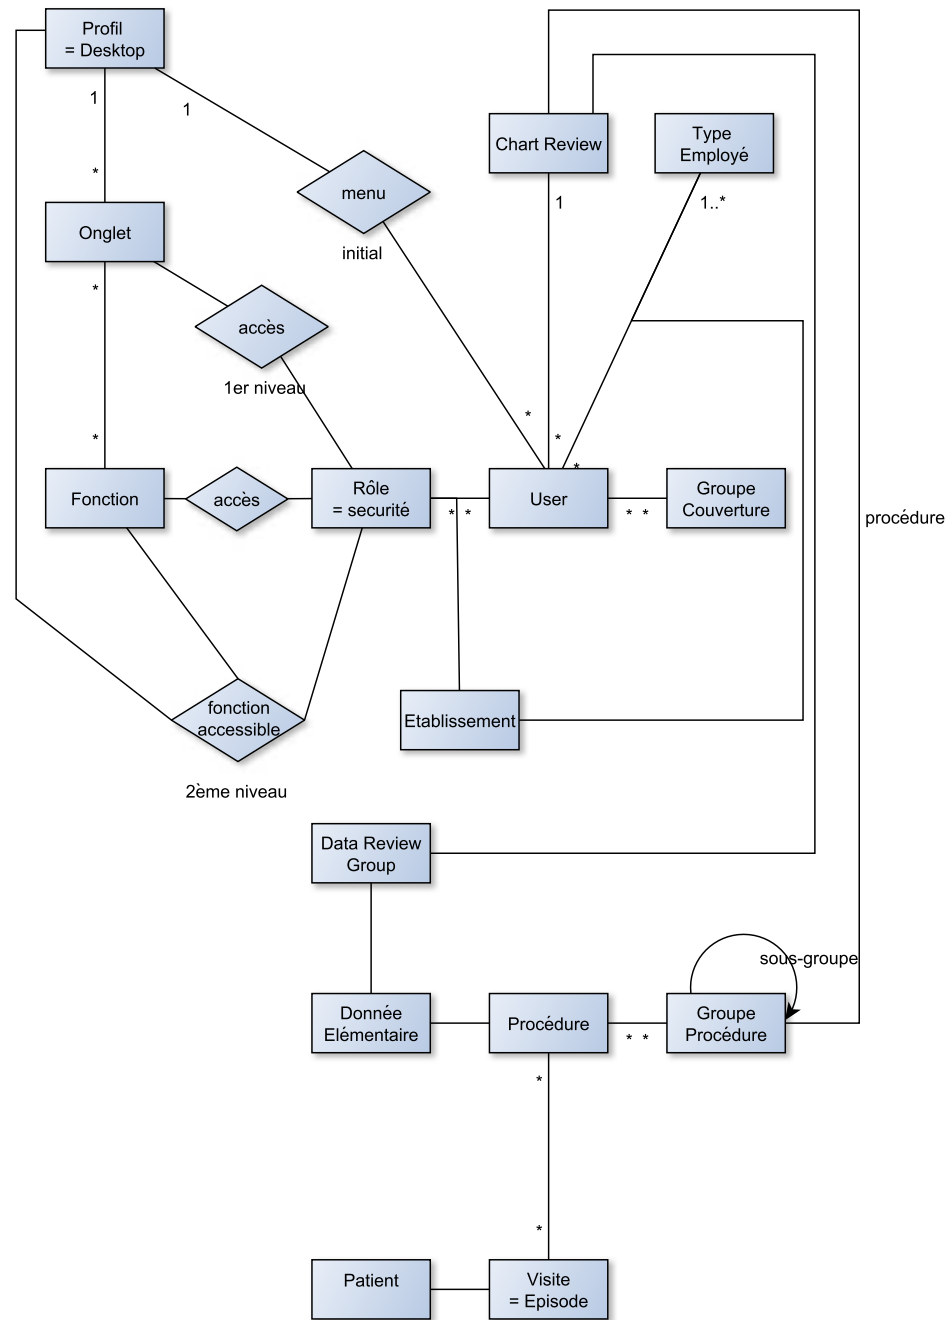 Profil
= Desktop
1
1
*
Chart Review
Type
Employé
menu
initial
1
1..*
Onglet
*
accès
1er niveau
*
*
*
*
Fonction
accès
Rôle
= securité
* *
User
* *
Groupe
Couverture
procédure
fonction
accessible
2ème niveau
Etablissement
Data Review
Group
sous-groupe
Donnée
Elémentaire
Procédure
* *
Groupe
Procédure
*
*
Patient
Visite
= Episode